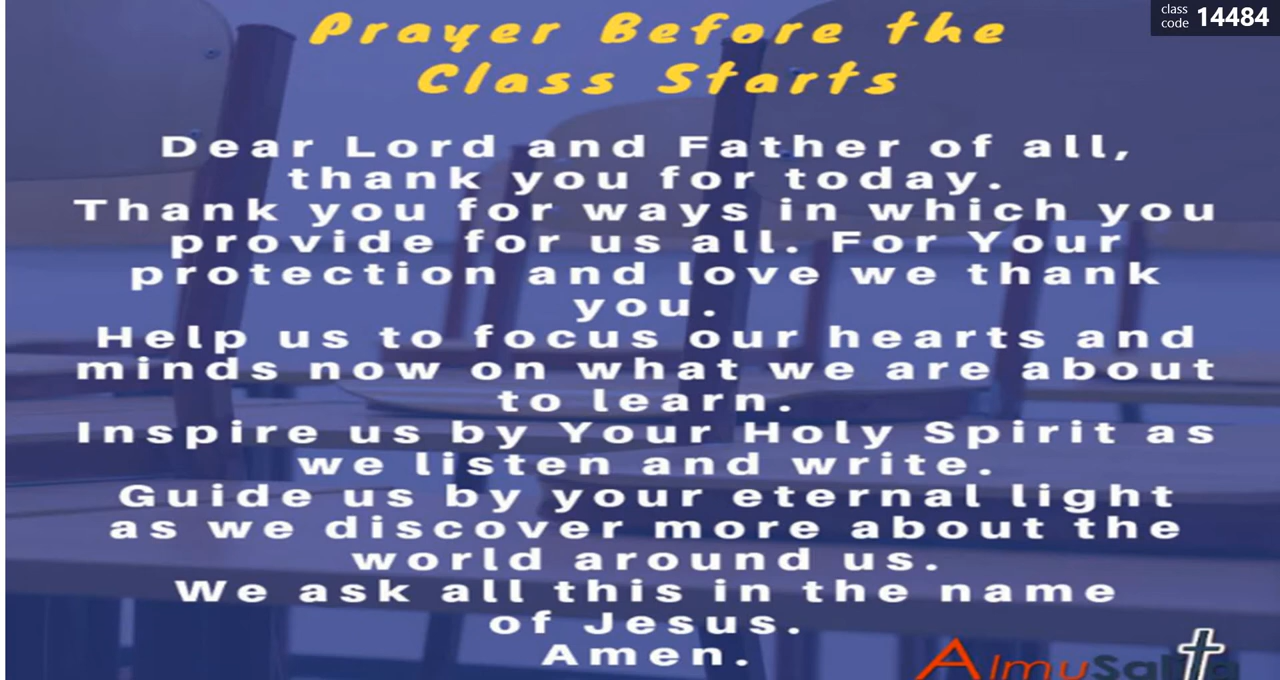 class
code 14484
Prayer Before the
Class Starts
Dear Lord and Father of all,
thank you for today.
Thank you for ways in which you
provide for us all. For Your
protection and love we thank
you.
Help us to focus our hearts and
minds now on what we are about
to learn.
Inspire us by Your Holy Spirit as
we listen and write.
Guide us by your eternal light
as we discover more about the
world around us.
We ask all this in the name
of Jesus.
Amen.